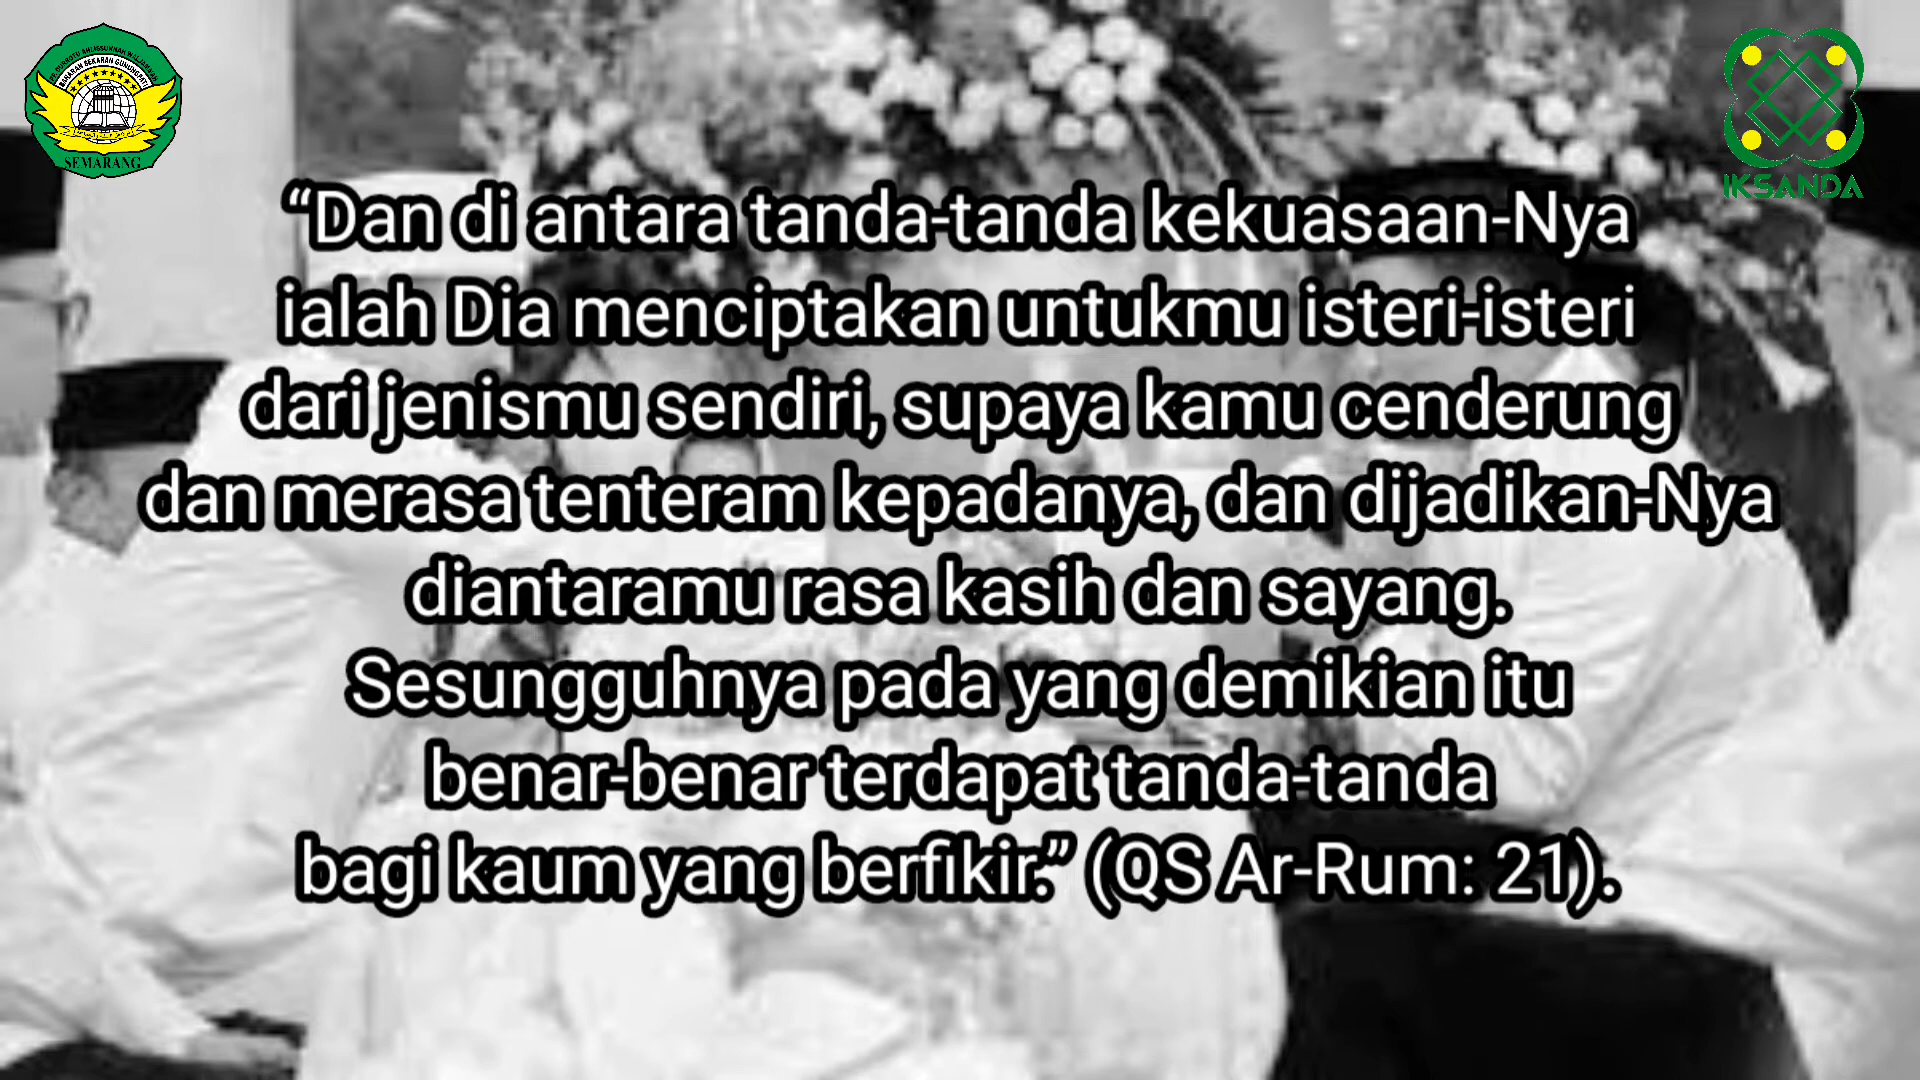 “Dan di antara tanda-tanda kekuasaan-Nya
ialah Dia menciptakan untukmu isteri-isteri
dari jenismu sendiri, supaya kamu cenderung
dan merasa tenteram kepadanya, dan dijadikan-Nya
diantaramu rasa kasih dan sayang.
Sesungguhnya pada yang demikian itu
benar-benar terdapat tanda-tanda
bagi kaum yang berfikir.” (QS Ar-Rum: 21).
SEMARANG
IKSANDA